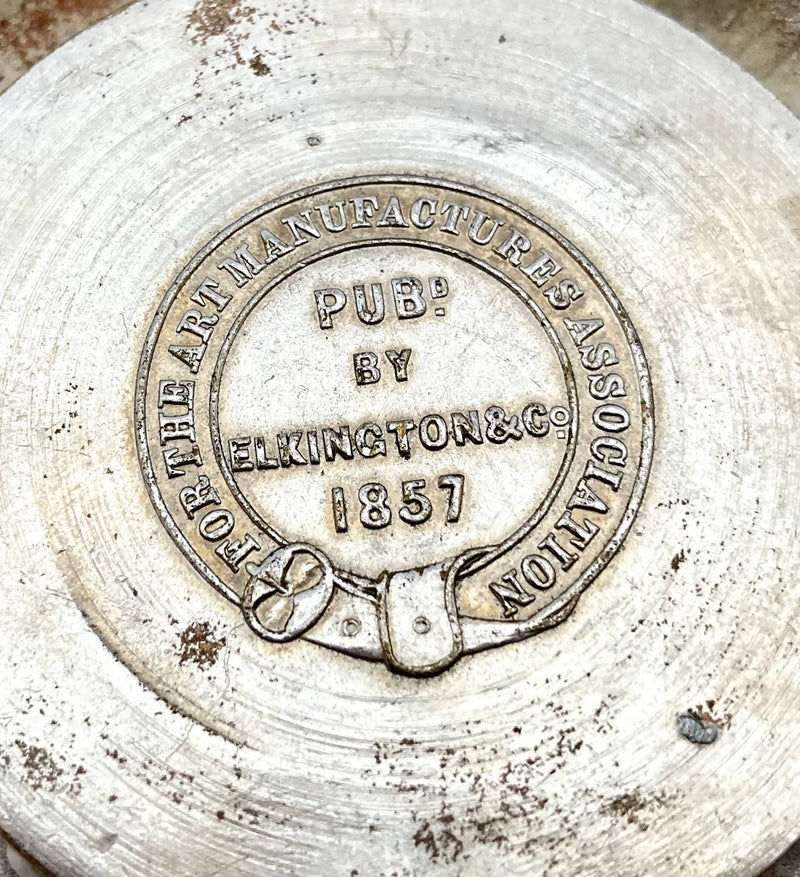 FOR THE ART MANUFACTURES ASSOCIATION
PUBD.
BY
ELKINGTON & CO.
1857